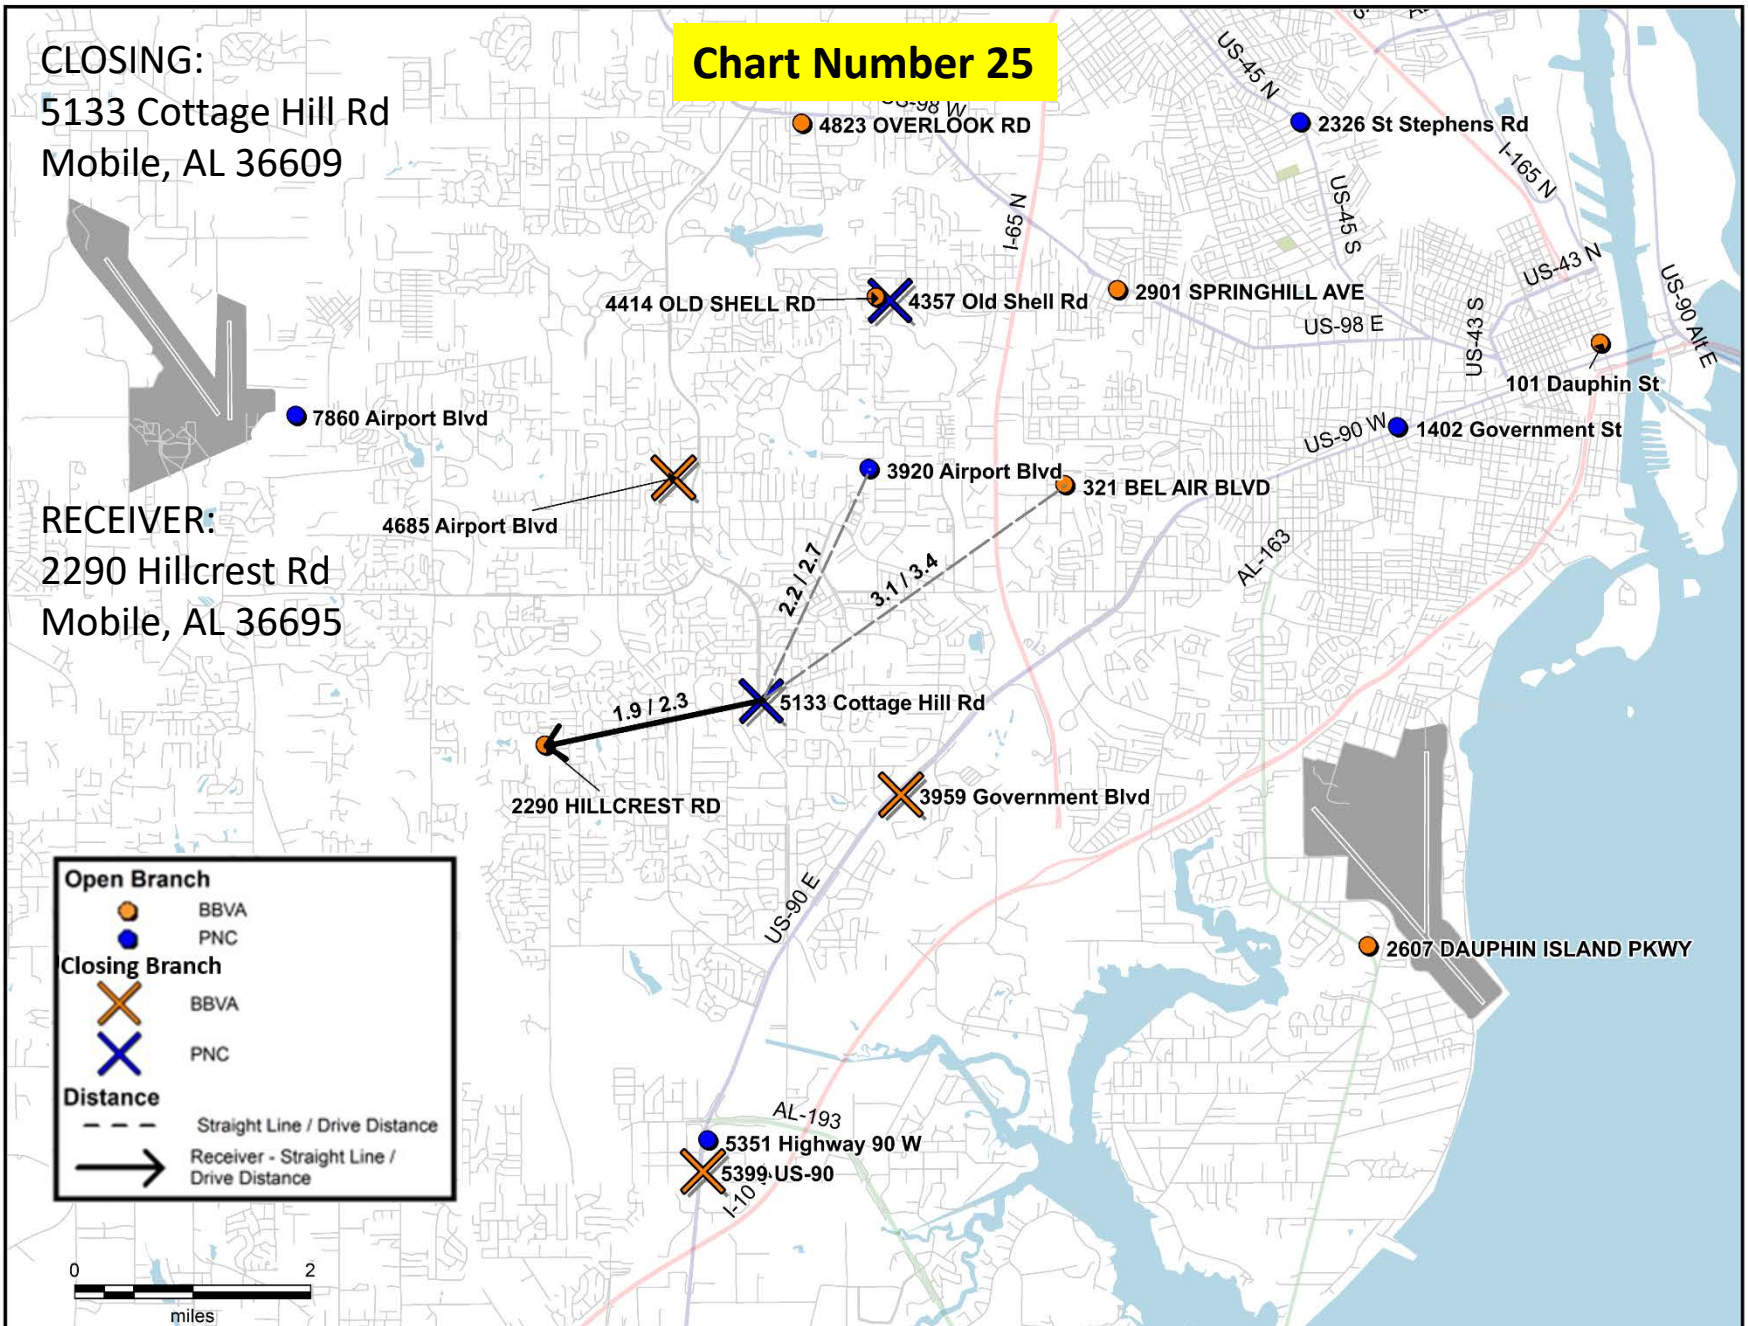 CLOSING:
5133 Cottage Hill Rd
Mobile, AL 36609
Chart Number 25
US-98 W
4823 OVERLOOK RD
US-45 N
2326 St Stephens Rd
I-165 N
I-65 N
US-45 S
US-43 N
4414 OLD SHELL RD
4357 Old Shell Rd
2901 SPRINGHILL AVE
US-98 E
US-43 S
US-90 Alt E
101 Dauphin St
7860 Airport Blvd
US-90 W
1402 Government St
3920 Airport Blvd
321 BEL AIR BLVD
4685 Airport Blvd
RECEIVER:
2290 Hillcrest Rd
Mobile, AL 36695
2.2 / 2.7
3.1 / 3.4
AL-163
1.9 / 2.3
5133 Cottage Hill Rd
2290 HILLCREST RD
3959 Government Blvd
US-90 E
2607 DAUPHIN ISLAND PKWY
Open Branch
BBVA
PNC
Closing Branch
BBVA
PNC
Distance
Straight Line / Drive Distance
Receiver - Straight Line /
Drive Distance
AL-193
5351 Highway 90 W
5399 US-90
I-10
0 2
miles